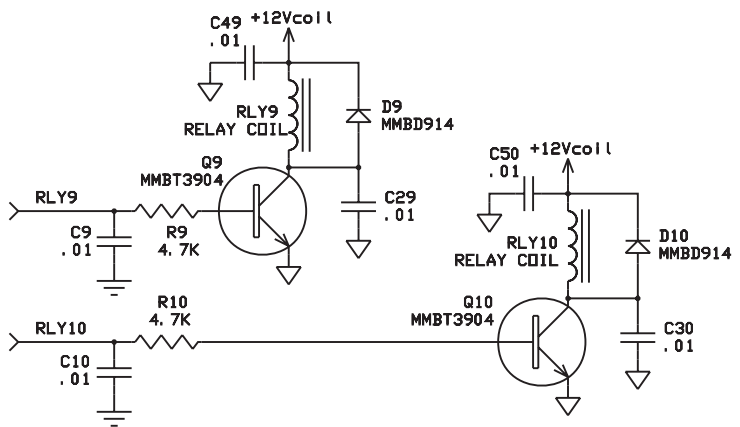 C49 +12Vcoil
.01
RLY9
RELAY COIL
D9
MMBD914
Q9
MMBT3904
C29
.01
RLY9
C9
.01
R9
4.7K
C50 +12Vcoil
.01
RLY10
RELAY COIL
D10
MMBD914
Q10
MMBT3904
C30
.01
R10
4.7K
RLY10
C10
.01